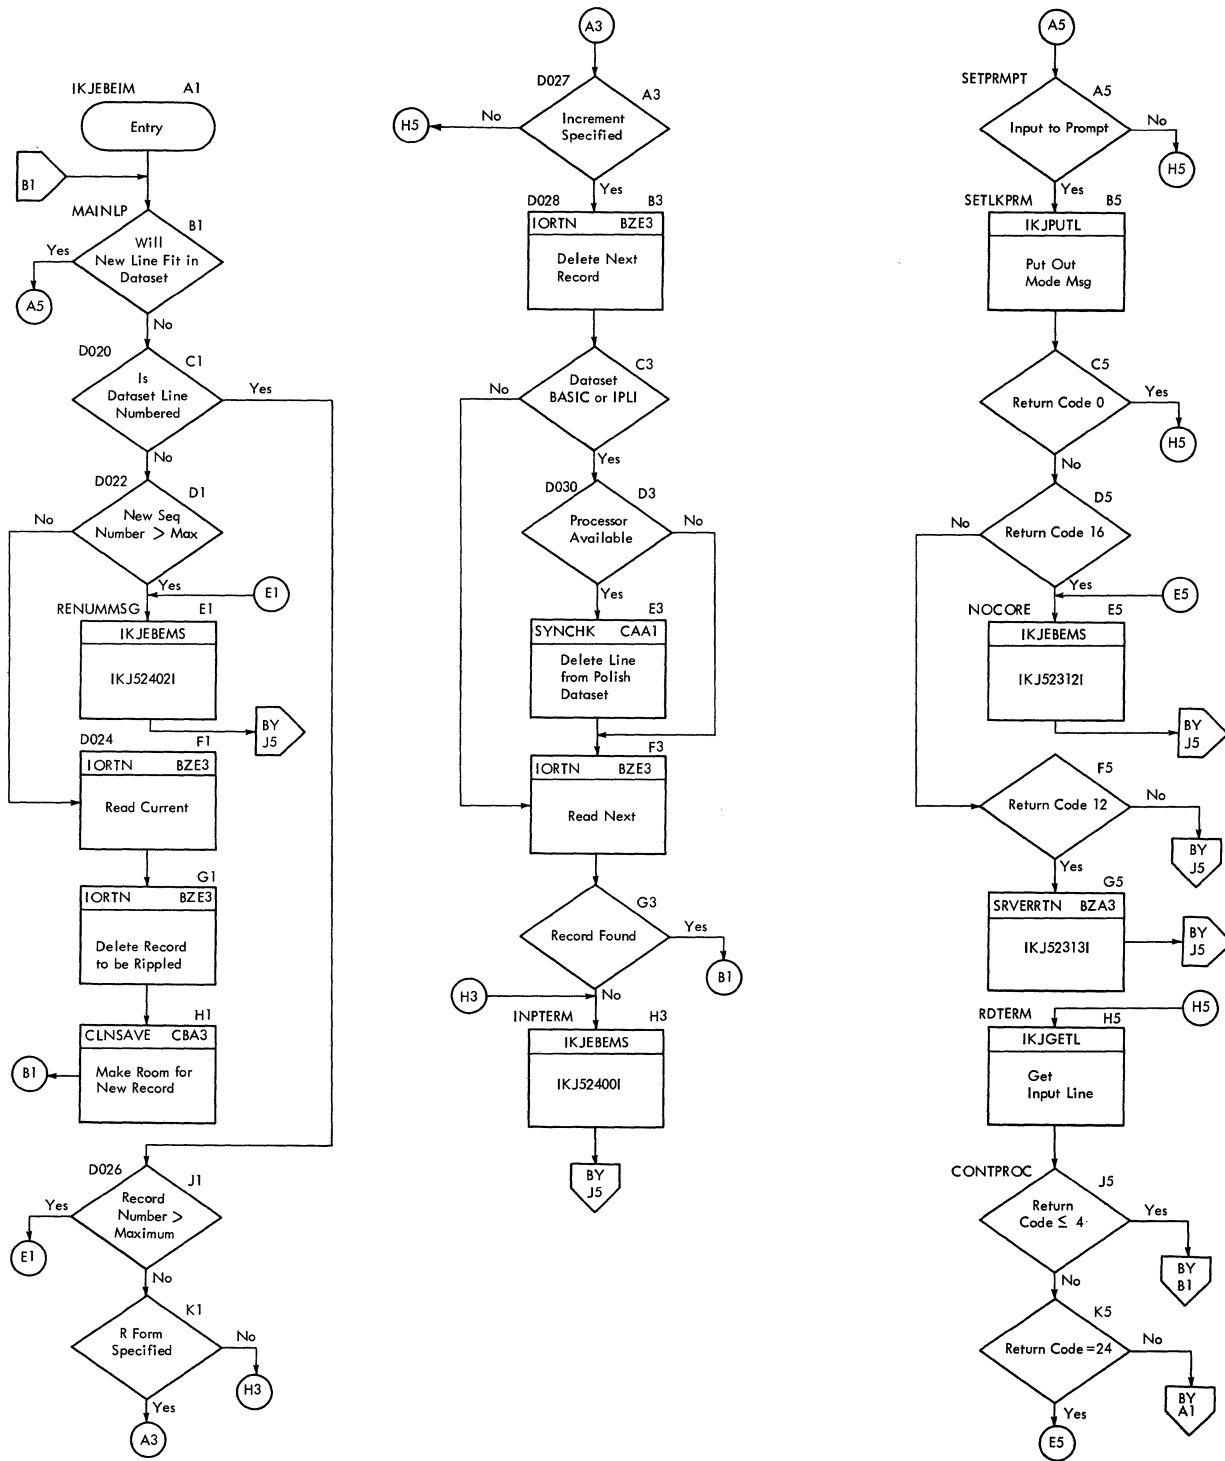 IKJEBEIM A1
Entry
B1
MAINLP
B1
Will
New Line Fit in
Dataset
Yes
A5
No
D020
C1
Is
Dataset Line
Numbered
Yes
No
D022
D1
New Seq
Number > Max
No
Yes
E1
RENUMMSG E1
IKJEBEMS
IKJ52402I
BY
J5
D024
F1
IORTN BZE3
Read Current
G1
IORTN BZE3
Delete Record
to be Rippled
H1
CLNSAVE CBA3
Make Room for
New Record
B1
D026
J1
Record
Number >
Maximum
Yes
E1
No
K1
R Form
Specified
No
H3
Yes
A3
A3
D027
A3
Increment
Specified
No
H5
Yes
D028 B3
IORTN BZE3
Delete Next
Record
C3
Dataset
BASIC or IPLI
No
Yes
D030
D3
Processor
Available
No
Yes
E3
SYNCHK CAA1
Delete Line
from Polish
Dataset
F3
IORTN BZE3
Read Next
G3
Record Found
Yes
B1
H3
No
INPTERM H3
IKJEBEMS
IKJ52400I
BY
J5
A5
SETPRMPT
A5
Input to Prompt
No
H5
Yes
SETLKPRM B5
IKJPUTL
Put Out
Mode Msg
C5
Return Code 0
Yes
H5
No
D5
Return Code 16
No
Yes
E5
NOCORE E5
IKJEBEMS
IKJ52312I
BY
J5
F5
Return Code 12
No
BY
J5
Yes
G5
SRVERRTN BZA3
IKJ52313I
BY
J5
H5
RDTERM H5
IKJGETL
Get
Input Line
CONTPROC
J5
Return
Code ≤ 4
Yes
BY
B1
No
K5
Return Code =24
No
BY
A1
Yes
E5